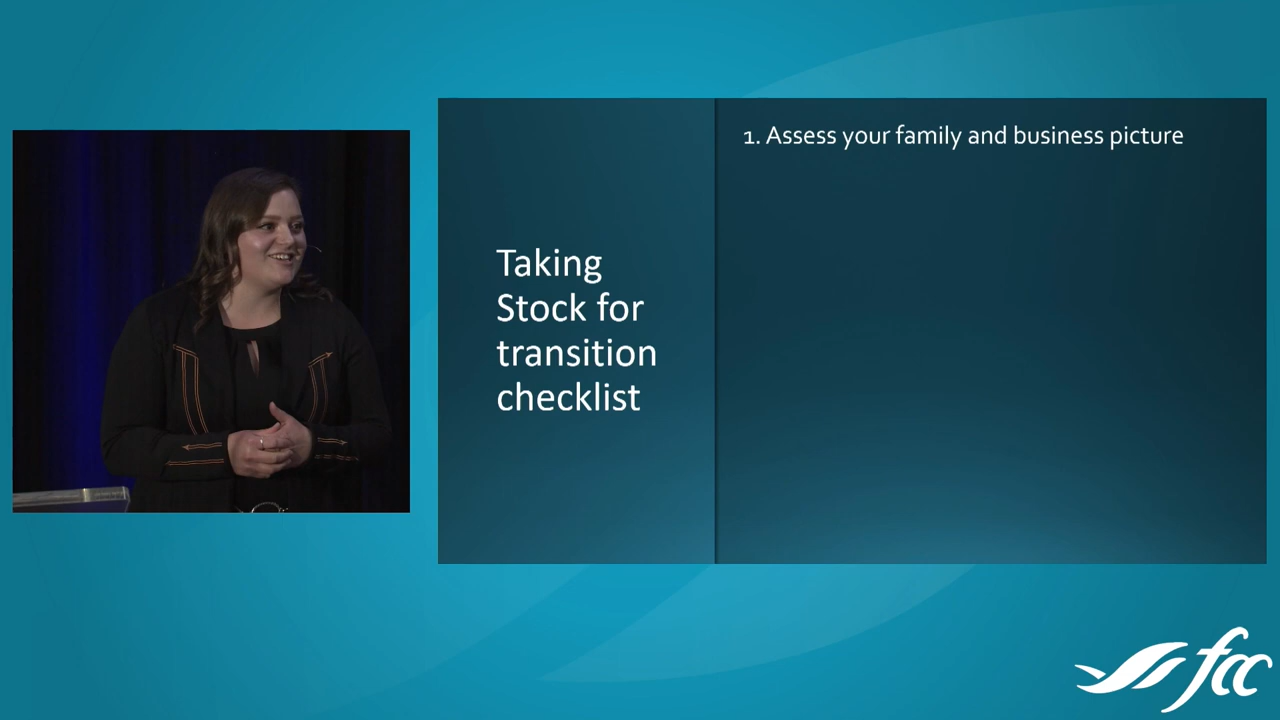 1. Assess your family and business picture
Taking
Stock for
transition
checklist
fcc